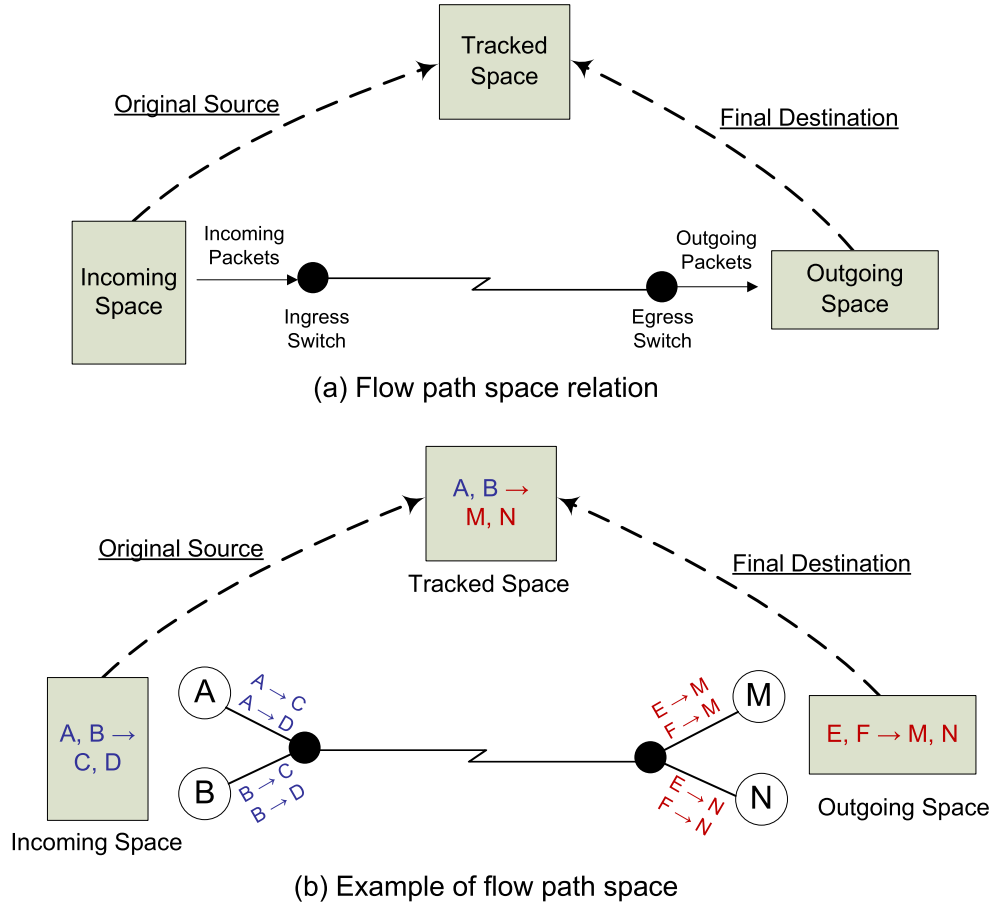 Tracked
Space
Original Source
Final Destination
Incoming
Space
Incoming
Packets
Ingress
Switch
Outgoing
Packets
Egress
Switch
Outgoing
Space
(a) Flow path space relation
A, B →
M, N
Tracked Space
Original Source
Final Destination
A, B →
C, D
Incoming Space
A
A → C
A → D
B
B → C
B → D
E → M
F → M
M
E → N
F → N
N
E, F → M, N
Outgoing Space
(b) Example of flow path space